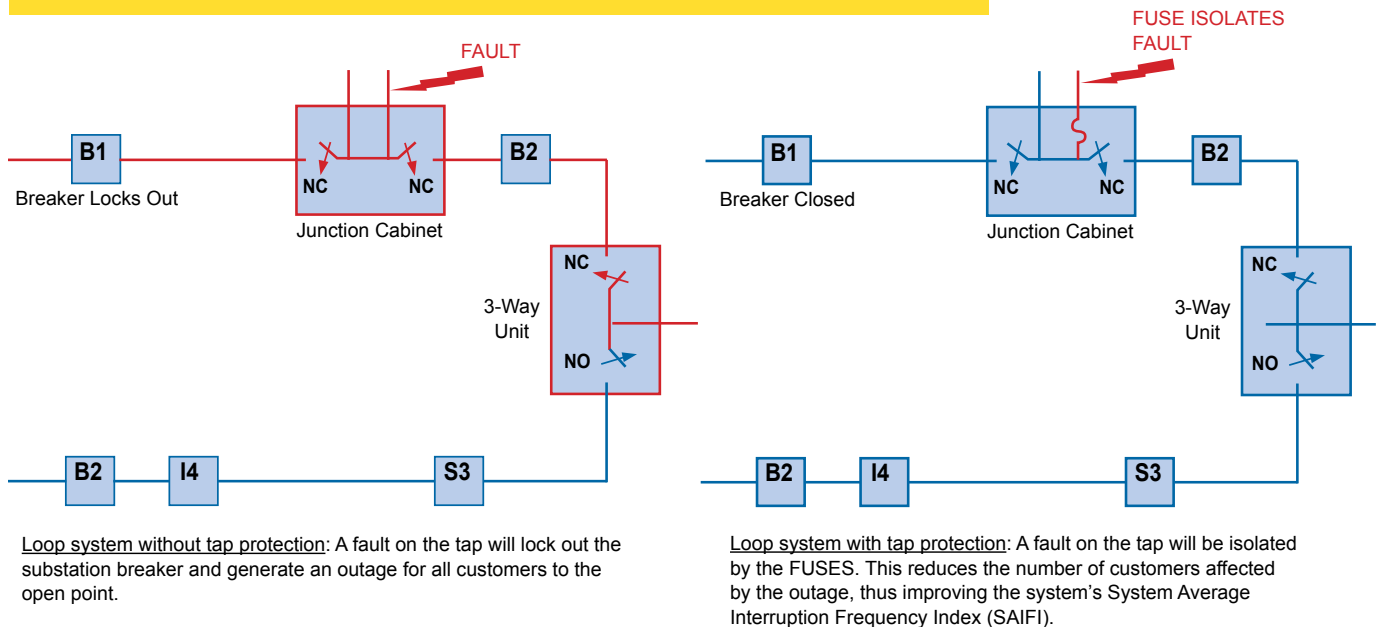 FAULT
B1
B2
NC
NC
Breaker Locks Out
Junction Cabinet
NC
3-Way
Unit
NO
B2
I4
S3
Loop system without tap protection: A fault on the tap will lock out the
substation breaker and generate an outage for all customers to the
open point.
FUSE ISOLATES
FAULT
B1
B2
NC
NC
Breaker Closed
Junction Cabinet
NC
3-Way
Unit
NO
B2
I4
S3
Loop system with tap protection: A fault on the tap will be isolated
by the FUSES. This reduces the number of customers affected
by the outage, thus improving the system's System Average
Interruption Frequency Index (SAIFI).